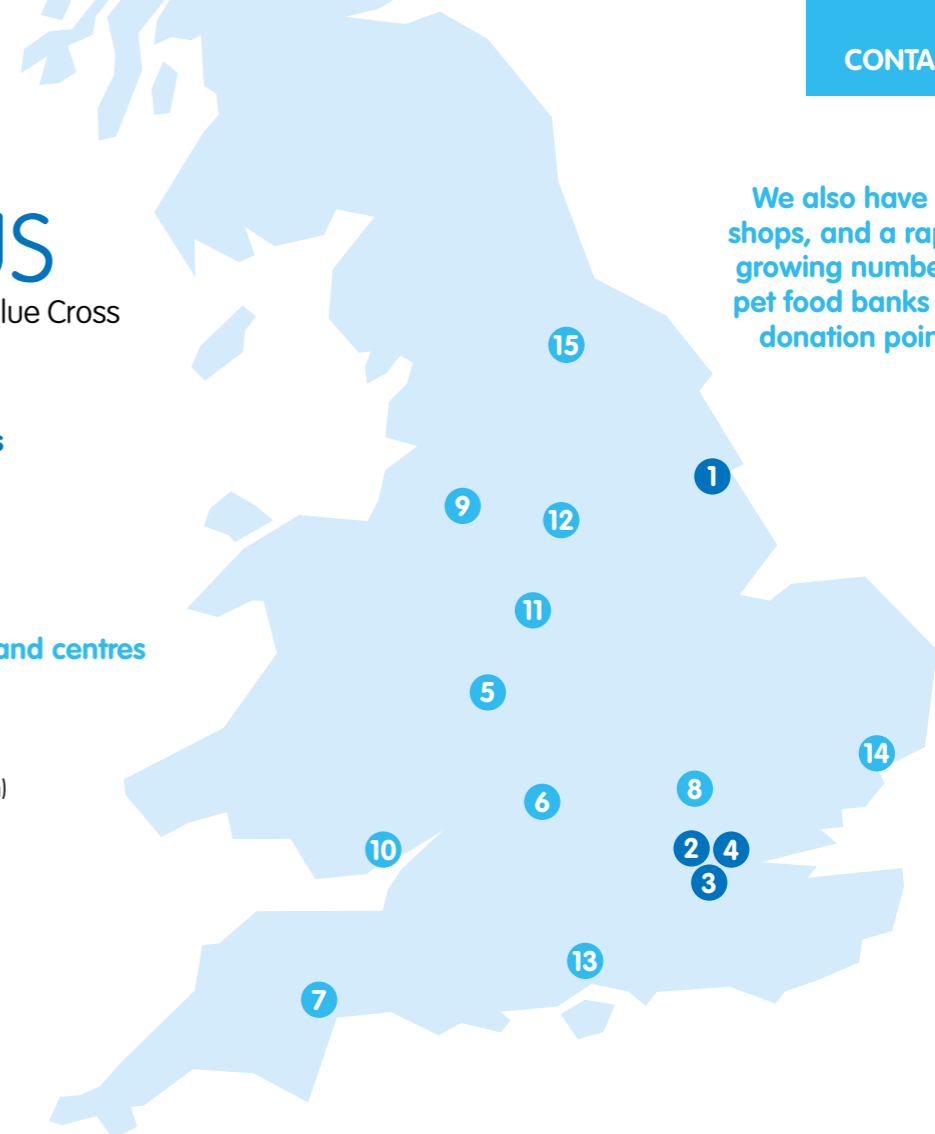 CONTA
We also have
shops, and a rap
growing numbe
pet food banks
donation poin
US
lue Cross
s
and centres
)
15
1
9
12
11
5
14
8
6
10
2
4
3
13
7